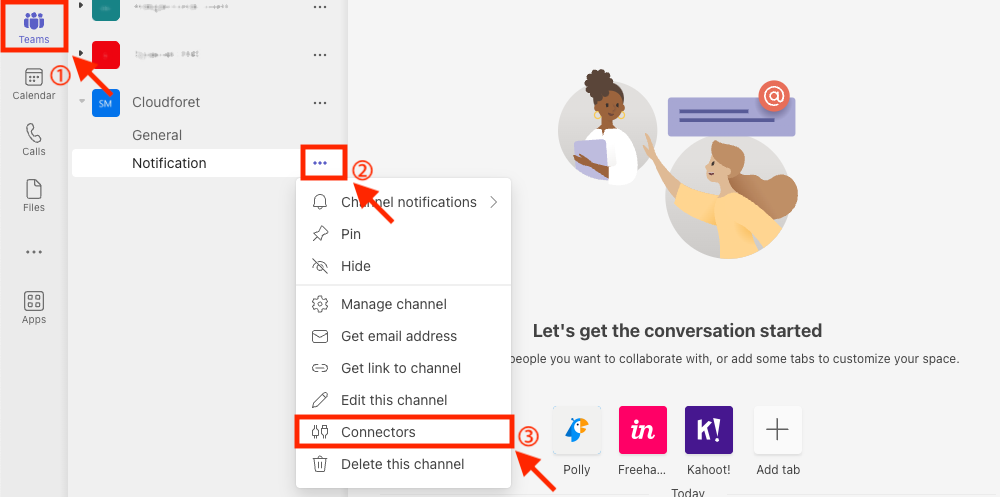 Teams
①
Calendar
Calls
Files
Apps
SM
Cloudforet
General
Notification
②
Channel notifications
Pin
Hide
Manage channel
Get email address
Get link to channel
Edit this channel
Connectors
③
Delete this channel
@
Let's get the conversation started
people you want to collaborate with, or add some tabs to customize your space.
in
K!
Polly
Freeha...
Kahoot!
Add tab
Today